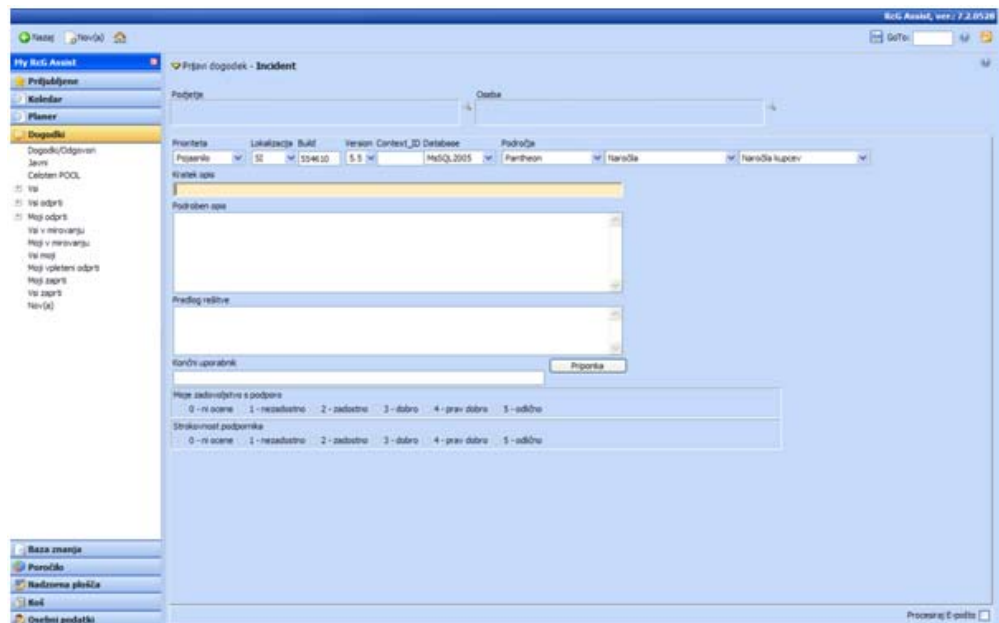 RcG Assist, ver.: 7.2.0528
Nazaj Nov(a) GoTo:
My RcG Assist
Priljubljene
Koledar
Planer
Dogodki
Dogodki/Odgovori
Javni
Celoten POOL
Vsi
Vsi odprti
Moji odprti
Vsi v mirovanju
Moji v mirovanju
Vsi moji
Moji vpleteni odprti
Moji zaprti
Vsi zaprti
Nov(a)
Baza znanja
Poročilo
Nadzorna plošča
Koš
Osebni podatki
Prijavi dogodek - Incident
Podjetje Oseba
Prioriteta Lokalizacija Build Version Context_ID Database Področje
Pojasnilo SI 554610 5.5 MsSQL2005 Pantheon Naročila Naročila kupcev
Kratek opis
Podroben opis
Predlog rešitve
Končni uporabnik
Priponka
Moje zadovoljstvo s podporo
0 - ni ocene 1 - nezadostno 2 - zadostno 3 - dobro 4 - prav dobro 5 - odlično
Strokovnost podpornika
0 - ni ocene 1 - nezadostno 2 - zadostno 3 - dobro 4 - prav dobro 5 - odlično
Procesiraj E-pošto